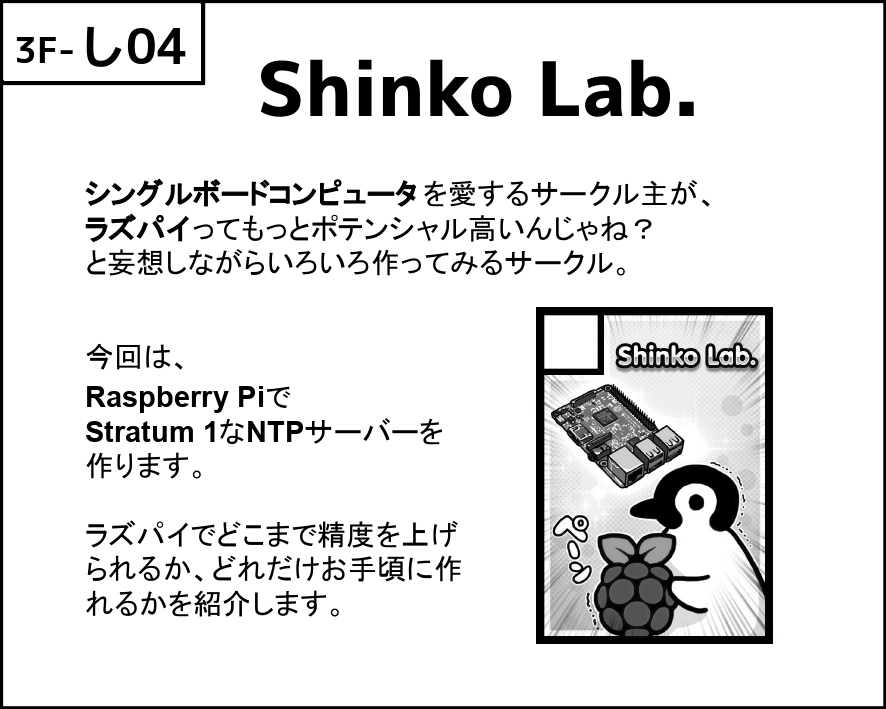 3F-し04
Shinko Lab.
シングルボードコンピュータを愛するサークル主が、
ラズパイってもっとポテンシャル高いんじゃね？
と妄想しながらいろいろ作ってみるサークル。
今回は、
Raspberry Piで
Stratum 1なNTPサーバーを
作ります。
ラズパイでどこまで精度を上げ
られるか、どれだけお手頃に作
れるかを紹介します。
Shinko Lab.
ペーン